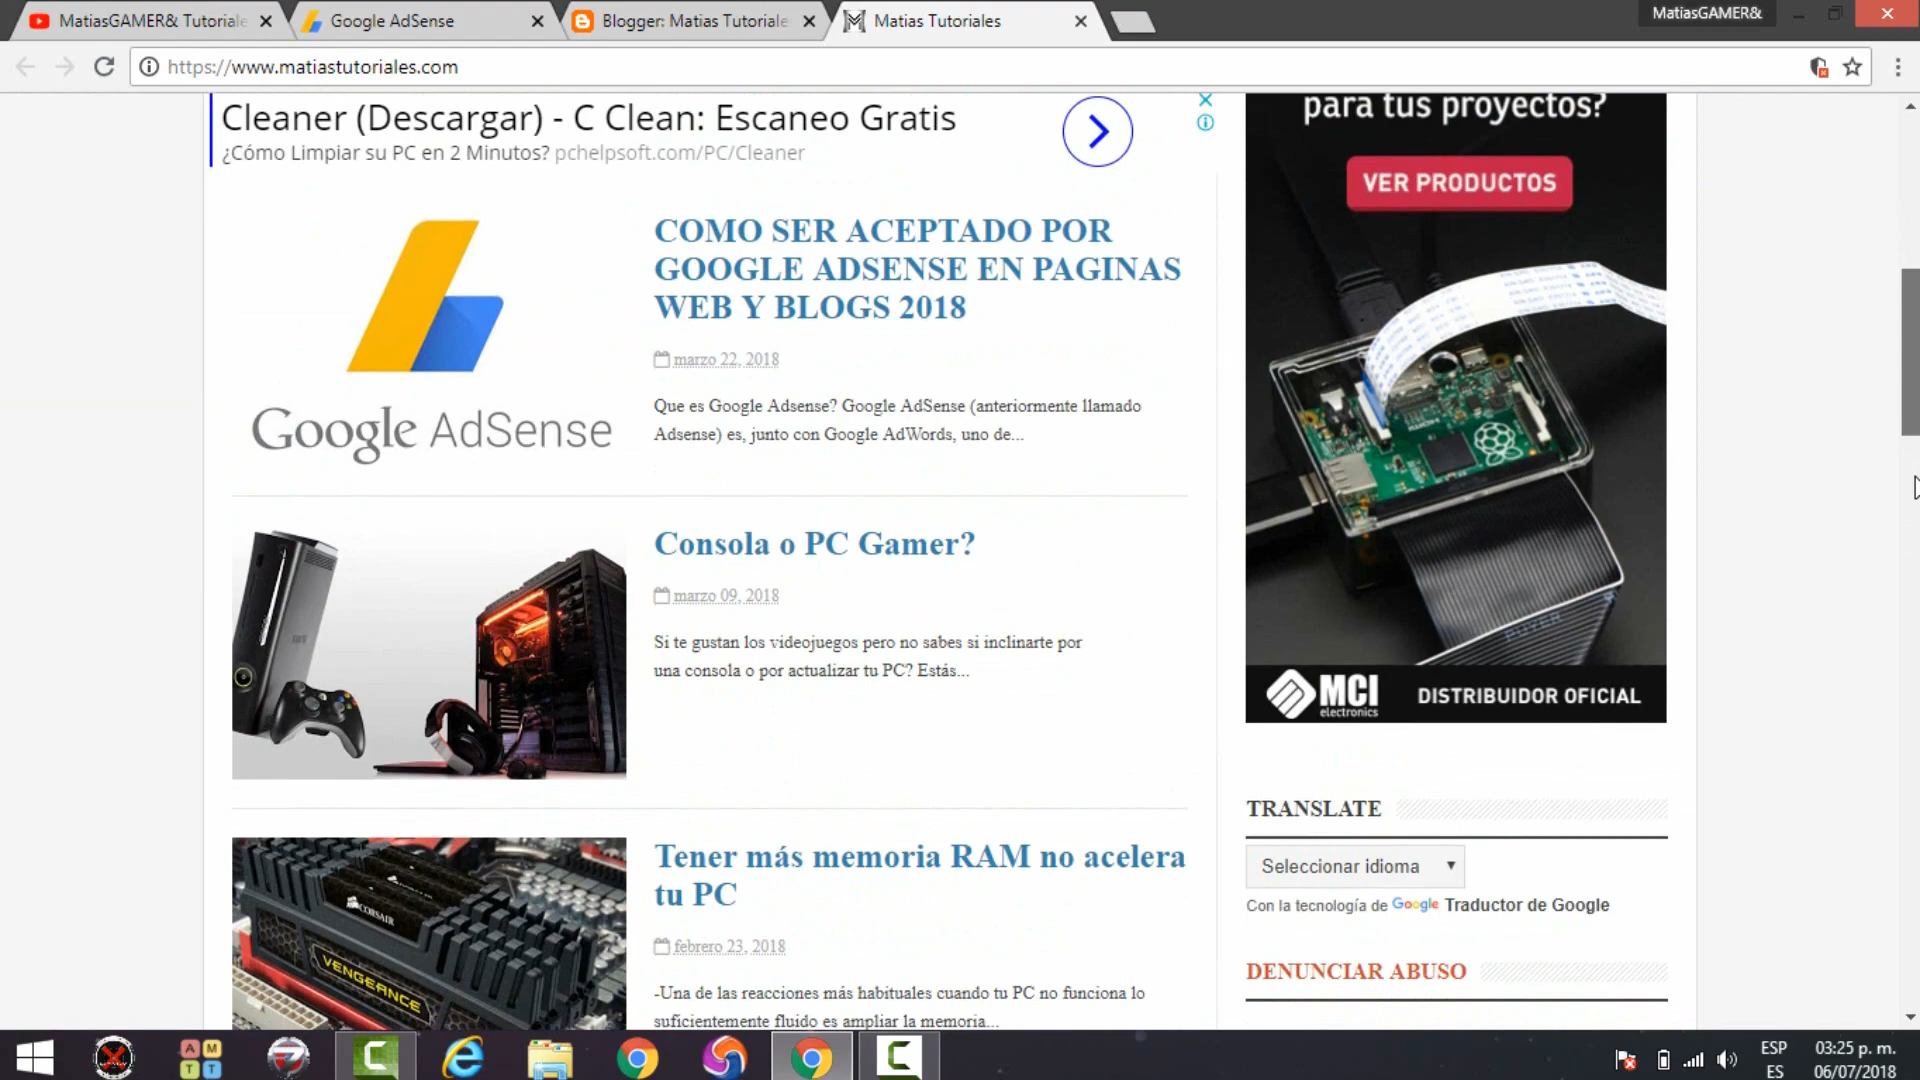 MatiasGAMER& Tutoriale
Google AdSense
Blogger: Matias Tutoriale
Matias Tutoriales
MatiasGAMER&
https://www.matiastutoriales.com
Cleaner (Descargar) - C Clean: Escaneo Gratis
¿Cómo Limpiar su PC en 2 Minutos? pchelpsoft.com/PC/Cleaner
para tus proyectos?
VER PRODUCTOS
MCI
electronics
DISTRIBUIDOR OFICIAL
Google AdSense
COMO SER ACEPTADO POR
GOOGLE ADSENSE EN PAGINAS
WEB Y BLOGS 2018
marzo 22, 2018
Que es Google Adsense? Google AdSense (anteriormente llamado
Adsense) es, junto con Google AdWords, uno de...
Consola o PC Gamer?
marzo 09, 2018
Si te gustan los videojuegos pero no sabes si inclinarte por
una consola o por actualizar tu PC? Estás...
CORSAIR
VENGEANCE
Tener más memoria RAM no acelera
tu PC
febrero 23, 2018
-Una de las reacciones más habituales cuando tu PC no funciona lo
suficientemente fluido es ampliar la memoria...
TRANSLATE
Seleccionar idioma
Con la tecnología de Google Traductor de Google
DENUNCIAR ABUSO
A M
T T
ESP
ES
03:25 p. m.
06/07/2018